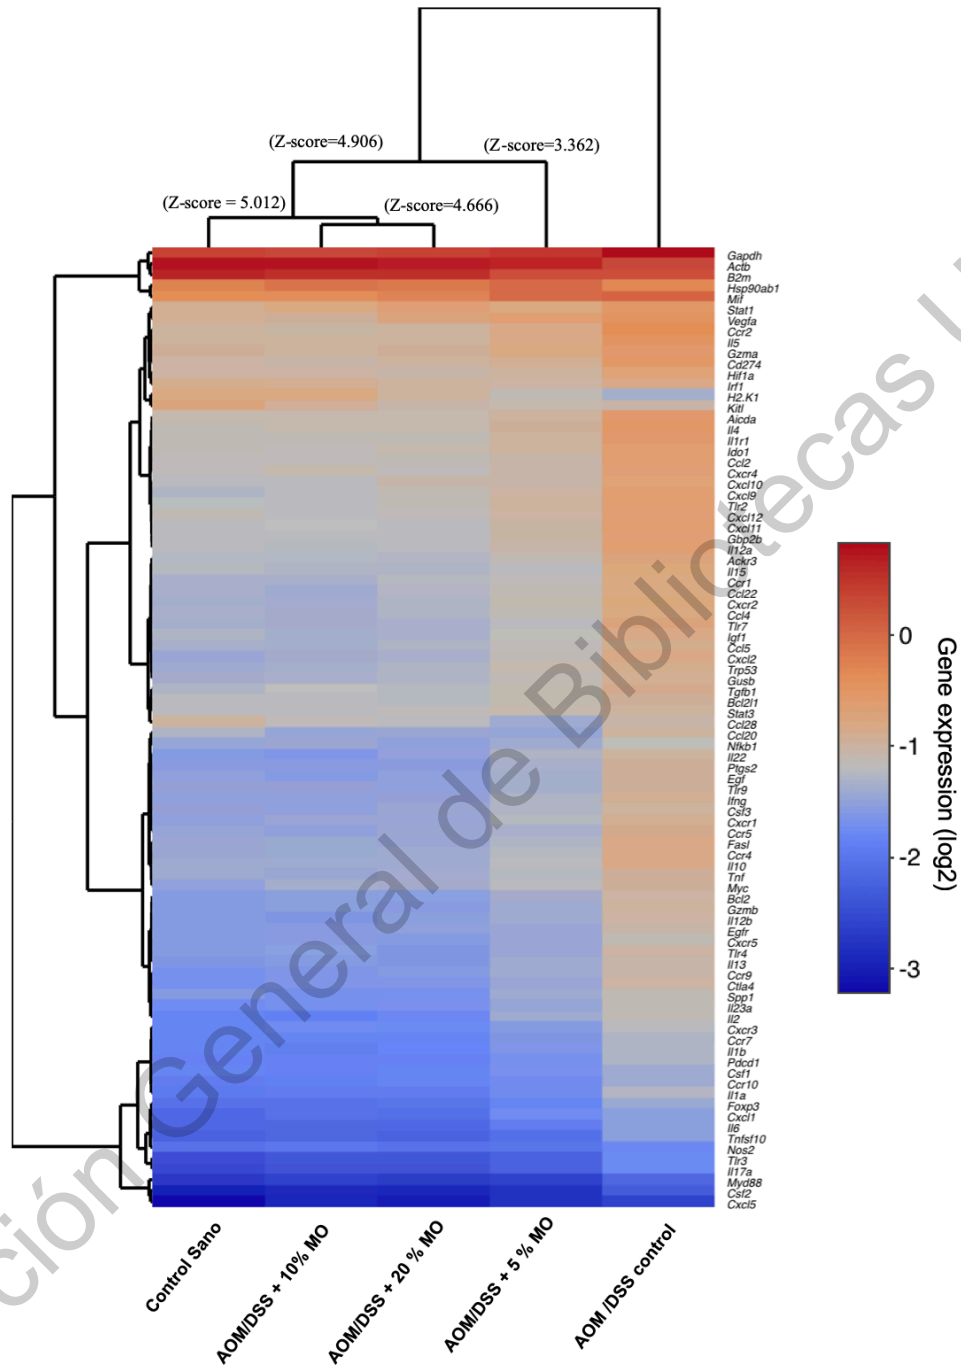 (Z-score=4.906)
(Z-score=3.362)
(Z-score = 5.012)
(Z-score=4.666)
Gapdh
Actb
B2m
Hsp90ab1
Mif
Stat1
Vegfa
Ccr2
Il5
Gzma
Cd274
Hif1a
Irf1
H2.K1
Kitl
Aicda
Il4
Il1r1
Ido1
Ccl2
Cxcr4
Cxcl10
Cxcl9
Tlr2
Cxcl12
Cxcl11
Gbp2b
Il12a
Ackr3
Il15
Ccr1
Ccl22
Cxcr2
Ccl4
Tlr7
Igf1
Ccl5
Cxcl2
Trp53
Gusb
Tgfb1
Bcl2l1
Stat3
Ccl28
Ccl20
Nfkb1
Il22
Ptgs2
Egf
Tlr9
Ifng
Csf3
Cxcr1
Ccr5
Fasl
Ccr4
Il10
Tnf
Myc
Bcl2
Gzmb
Il12b
Egfr
Cxcr5
Tlr4
Il13
Ccr9
Ctla4
Spp1
Il23a
Il2
Cxcr3
Ccr7
Il1b
Pdcd1
Csf1
Ccr10
Il1a
Foxp3
Cxcl1
Il6
Tnfsf10
Nos2
Tlr3
Il17a
Myd88
Csf2
Cxcl5
0
-1
-2
-3
Gene expression (log2)
Control Sano
AOM/DSS + 10% MO
AOM/DSS + 20 % MO
AOM/DSS + 5 % MO
AOM /DSS control
ción General de Bibliotecas